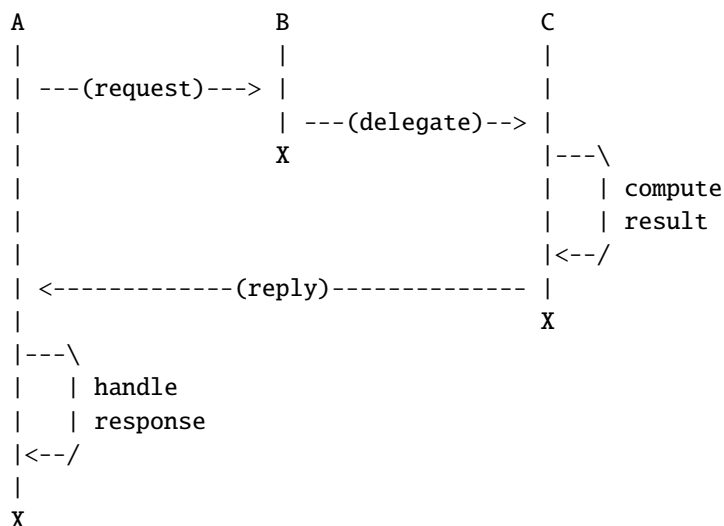 A                   B                   C
|                   |                   |
| ---(request)---> |                   |
|                   | ---(delegate)--> |
|                   X                   |---\
|                                       |   | compute
|                                       |   | result
|                                       |<--/
| <-------------(reply)-------------- |
|                                       X
|---\
|   | handle
|   | response
|<--/
|
X